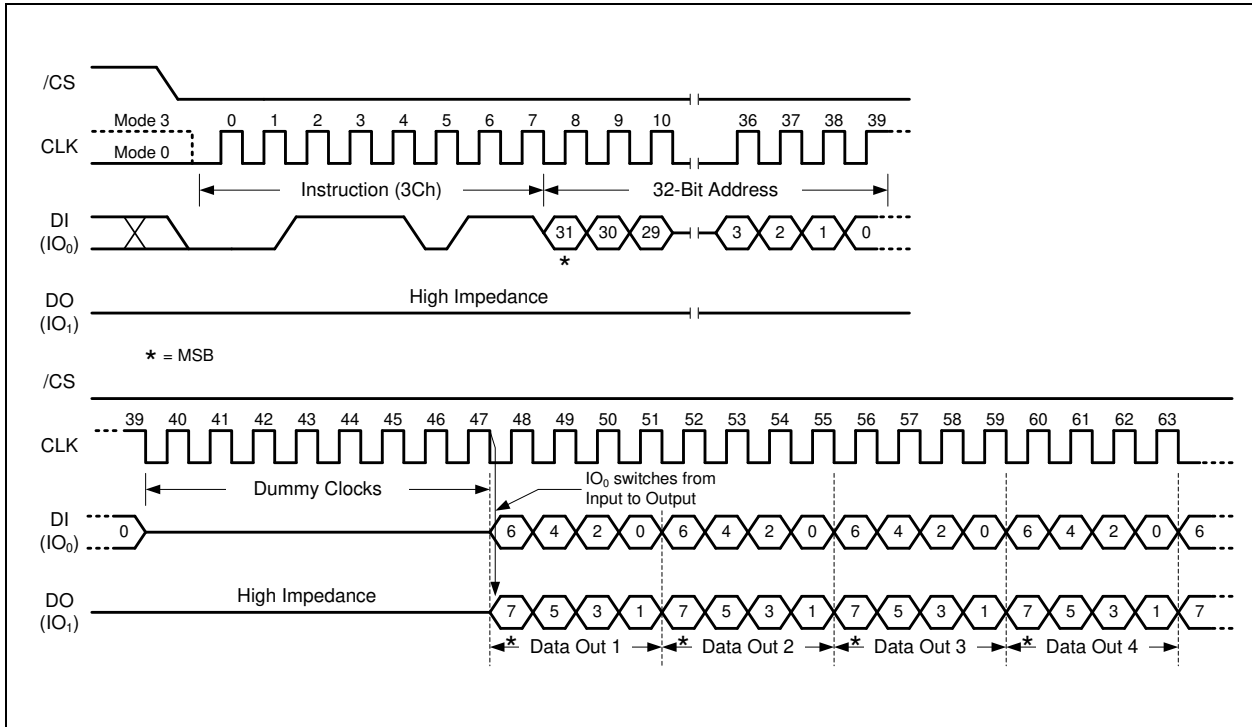 /CS
Mode 3 0 1 2 3 4 5 6 7 8 9 10 36 37 38 39
CLK
Mode 0
Instruction (3Ch) 32-Bit Address
DI
(IO₀)
31 30 29 3 2 1 0
*
High Impedance
DO
(IO₁)
* = MSB
/CS
39 40 41 42 43 44 45 46 47 48 49 50 51 52 53 54 55 56 57 58 59 60 61 62 63
CLK
Dummy Clocks
IO₀ switches from
Input to Output
DI
(IO₀)
0 6 4 2 0 6 4 2 0 6 4 2 0 6 4 2 0 6
High Impedance
DO
(IO₁)
7 5 3 1 7 5 3 1 7 5 3 1 7 5 3 1 7
* Data Out 1 * Data Out 2 * Data Out 3 * Data Out 4